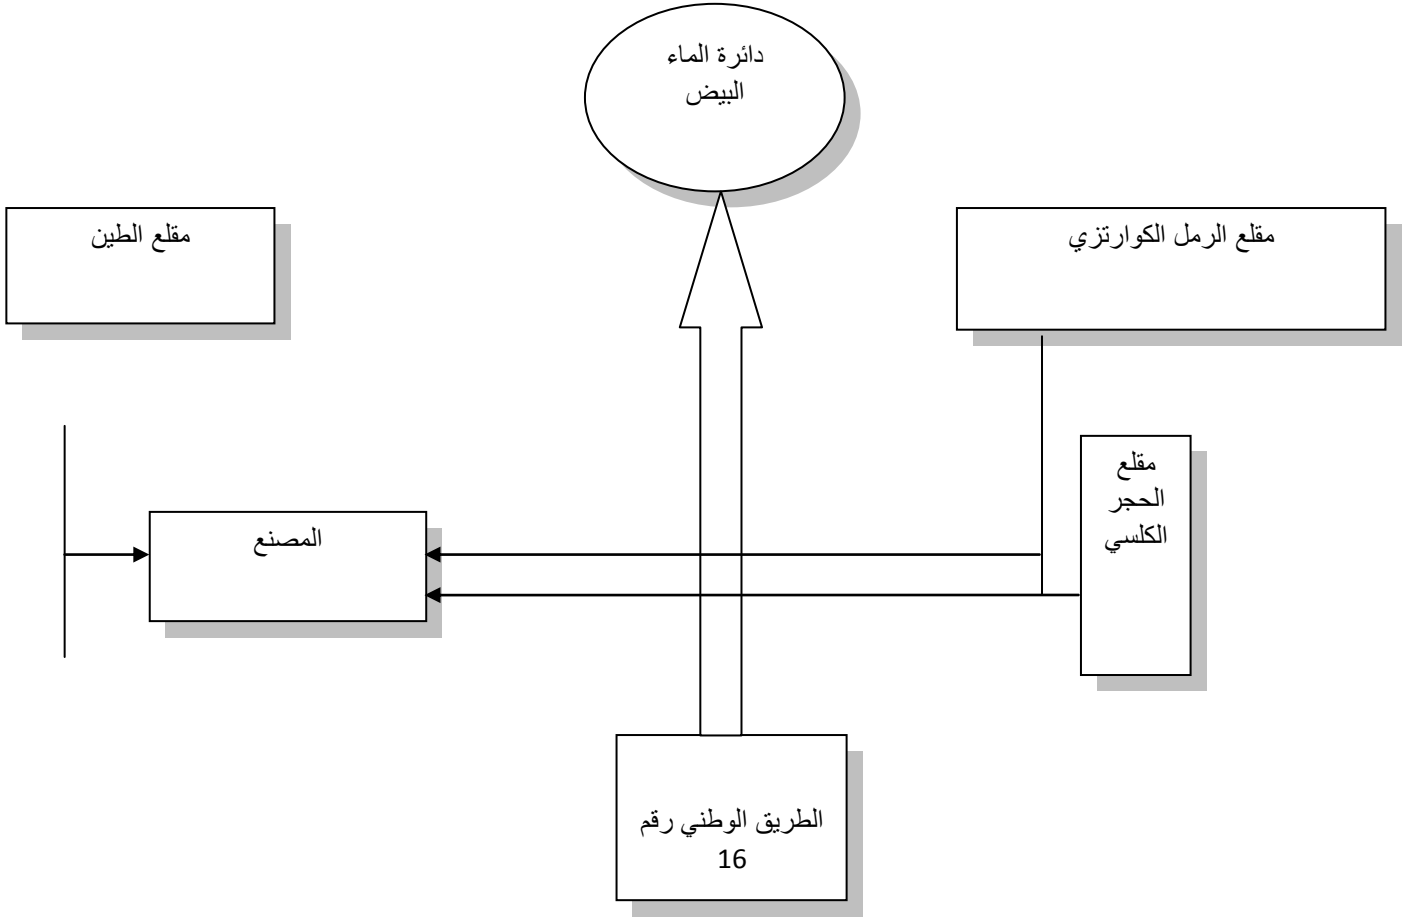 دائرة الماء
البيض
مقلع الرمل الكوارتزي
مقلع الطين
مقلع
الحجر
الكلسي
المصنع
الطريق الوطني رقم
16